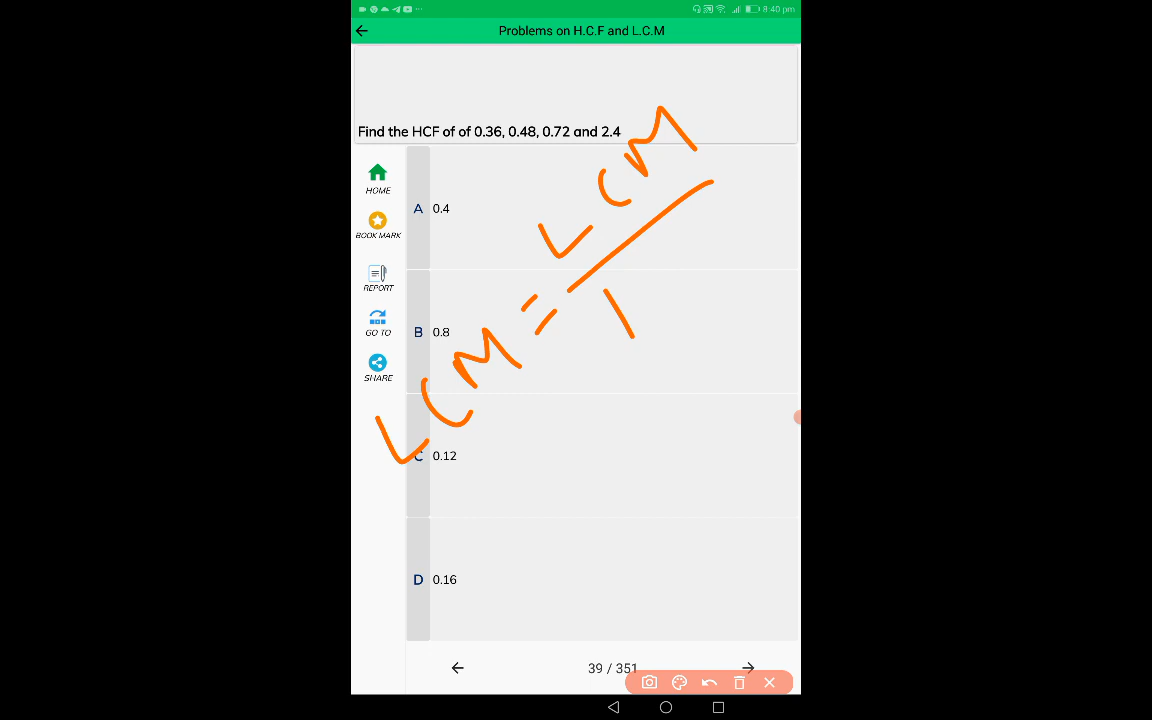 8:40 pm
Problems on H.C.F and L.C.M
Find the HCF of of 0.36, 0.48, 0.72 and 2.4
HOME
BOOK MARK
REPORT
GO TO
SHARE
A 0.4
B 0.8
C 0.12
D 0.16
LCM = LCM
39 / 351